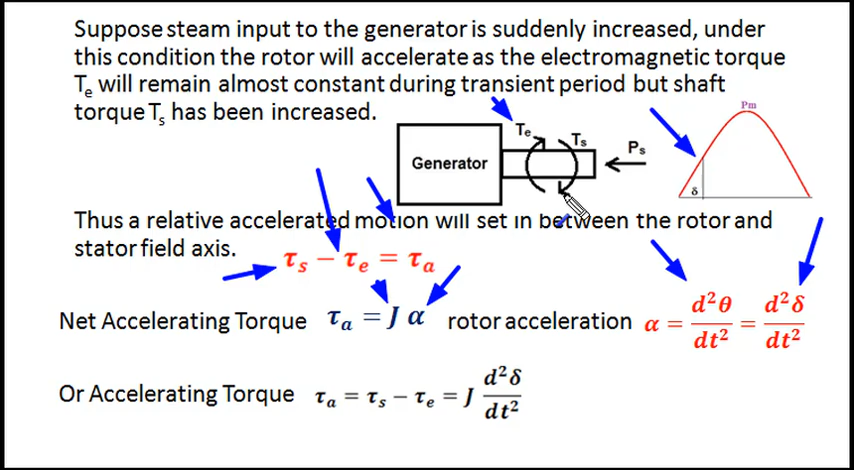 Suppose steam input to the generator is suddenly increased, under
this condition the rotor will accelerate as the electromagnetic torque
Tₑ will remain almost constant during transient period but shaft
torque Tₛ has been increased.
Pm
Te
Ts
Ps
Generator
δ
Thus a relative accelerated motion will set in between the rotor and
stator field axis.
τₛ − τₑ = τₐ
Net Accelerating Torque τₐ = J α rotor acceleration α = d²θ/dt² = d²δ/dt²
Or Accelerating Torque τₐ = τₛ − τₑ = J d²δ/dt²